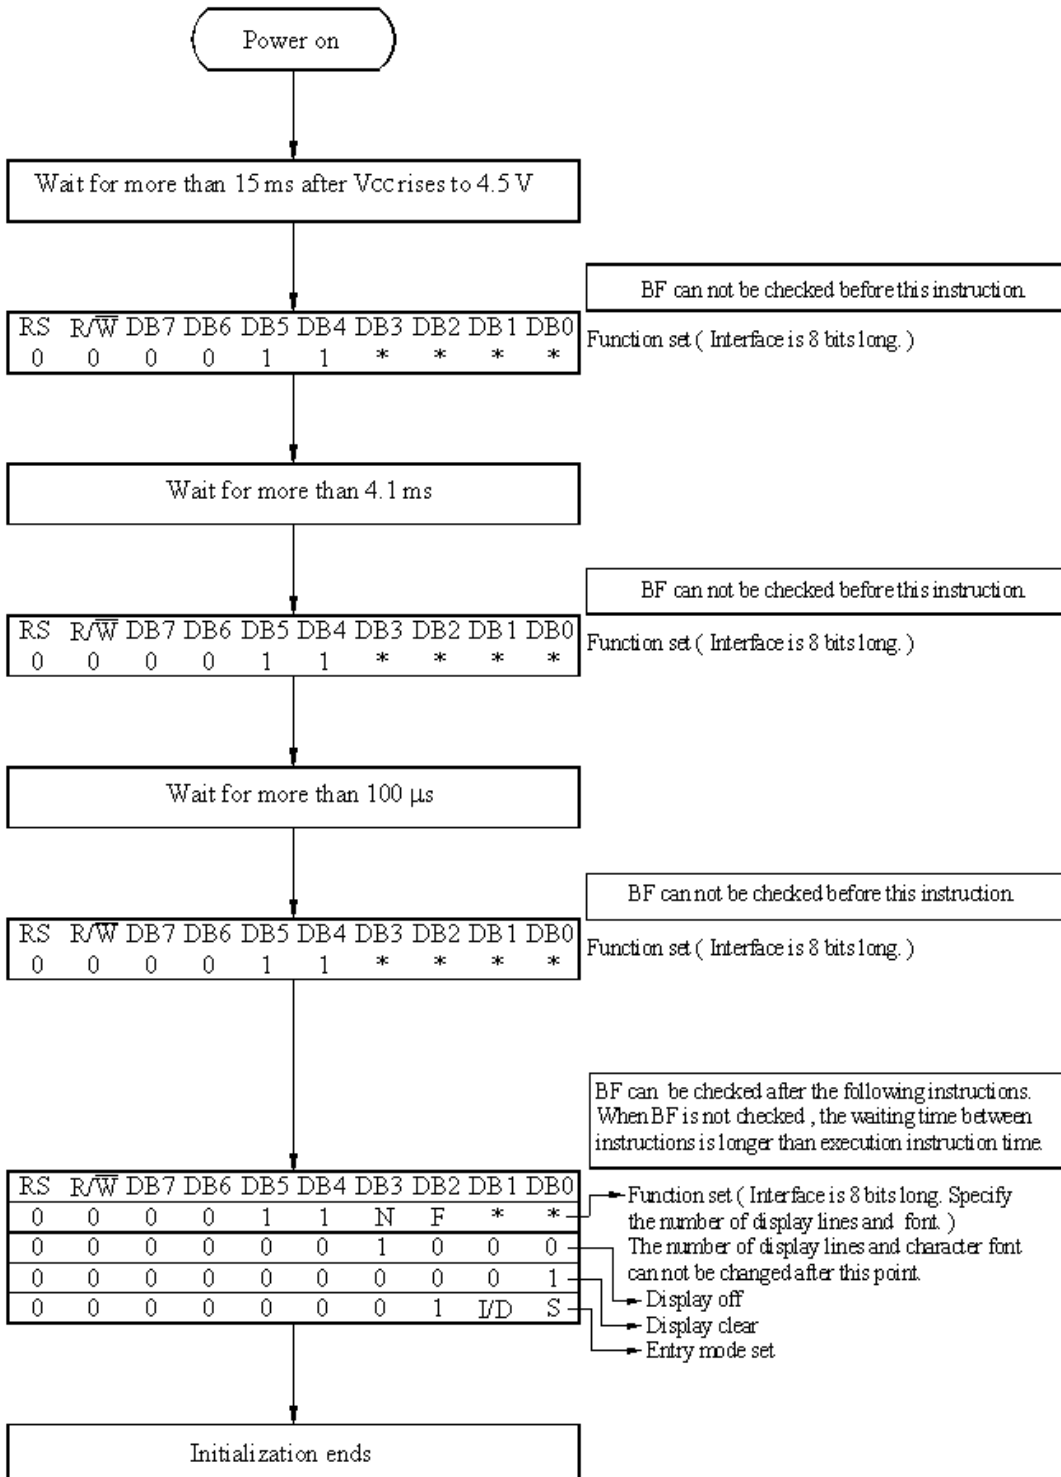 Power on
Wait for more than 15 ms after VCC rises to 4.5 V
BF can not be checked before this instruction.
RS R/W̅ DB7 DB6 DB5 DB4 DB3 DB2 DB1 DB0
0 0 0 0 1 1 * * * *
Function set ( Interface is 8 bits long. )
Wait for more than 4.1 ms
BF can not be checked before this instruction.
RS R/W̅ DB7 DB6 DB5 DB4 DB3 DB2 DB1 DB0
0 0 0 0 1 1 * * * *
Function set ( Interface is 8 bits long. )
Wait for more than 100 μs
BF can not be checked before this instruction.
RS R/W̅ DB7 DB6 DB5 DB4 DB3 DB2 DB1 DB0
0 0 0 0 1 1 * * * *
Function set ( Interface is 8 bits long. )
BF can be checked after the following instructions.
When BF is not checked , the waiting time between
instructions is longer than execution instruction time.
RS R/W̅ DB7 DB6 DB5 DB4 DB3 DB2 DB1 DB0
0 0 0 0 1 1 N F * *
0 0 0 0 0 0 1 0 0 0
0 0 0 0 0 0 0 0 0 1
0 0 0 0 0 0 0 1 I/D S
Function set ( Interface is 8 bits long. Specify
the number of display lines and font. )
The number of display lines and character font
can not be changed after this point.
Display off
Display clear
Entry mode set
Initialization ends